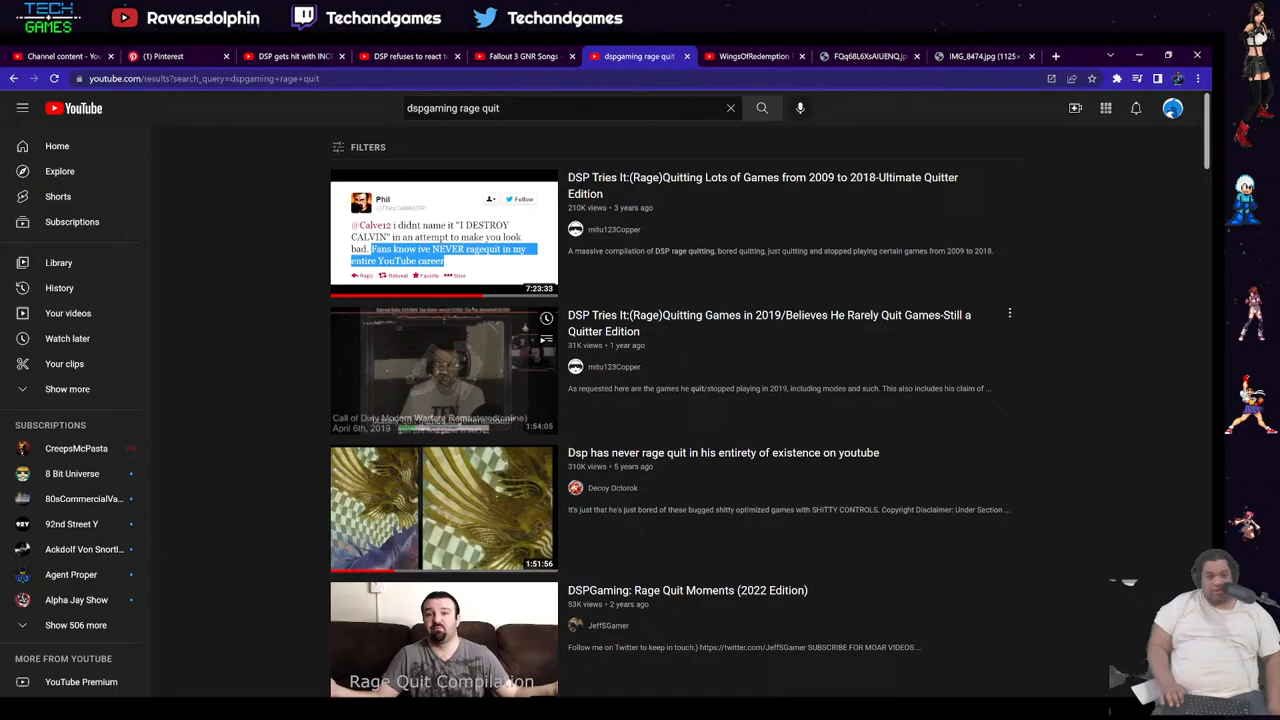 TECH
GAMES
Ravensdolphin
Techandgames
Techandgames
Channel content - You
(1) Pinterest
DSP gets hit with INC
DSP refuses to react to
Fallout 3 GNR Songs
dspgaming rage quit
WingsOfRedemption
FQq68L6XsAIUENQ.jp
IMG_8474.jpg (1125×
youtube.com/results?search_query=dspgaming+rage+quit
YouTube
dspgaming rage quit
Home
Explore
Shorts
Subscriptions
Library
History
Your videos
Watch later
Your clips
Show more
SUBSCRIPTIONS
CreepsMcPasta
8 Bit Universe
80sCommercialVa...
92Y
92nd Street Y
Ackdolf Von Snortl...
Agent Proper
Alpha Jay Show
Show 506 more
MORE FROM YOUTUBE
YouTube Premium
FILTERS
Phil
@TheyCallMeDSP
Follow
@Calve12 i didnt name it "I DESTROY
CALVIN" in an attempt to make you look
bad. Fans know ive NEVER ragequit in my
entire YouTube career
Reply Retweet Favorite More
7:23:33
DSP Tries It:(Rage)Quitting Lots of Games from 2009 to 2018-Ultimate Quitter
Edition
210K views • 3 years ago
mitu123Copper
A massive compilation of DSP rage quitting, bored quitting, just quitting and stopped playing certain games from 2009 to 2018.
Call of Duty Modern Warfare Remastered(online)
April 6th, 2019
1:54:05
DSP Tries It:(Rage)Quitting Games in 2019/Believes He Rarely Quit Games-Still a
Quitter Edition
31K views • 1 year ago
mitu123Copper
As requested here are the games he quit/stopped playing in 2019, including modes and such. This also includes his claim of ...
1:51:56
Dsp has never rage quit in his entirety of existence on youtube
310K views • 5 years ago
Decoy Octorok
It's just that he's just bored of these bugged shitty optimized games with SHITTY CONTROLS. Copyright Disclaimer: Under Section ...
Rage Quit Compilation
DSPGaming: Rage Quit Moments (2022 Edition)
53K views • 2 years ago
JeffSGamer
Follow me on Twitter to keep in touch:) https://twitter.com/JeffSGamer SUBSCRIBE FOR MOAR VIDEOS ...